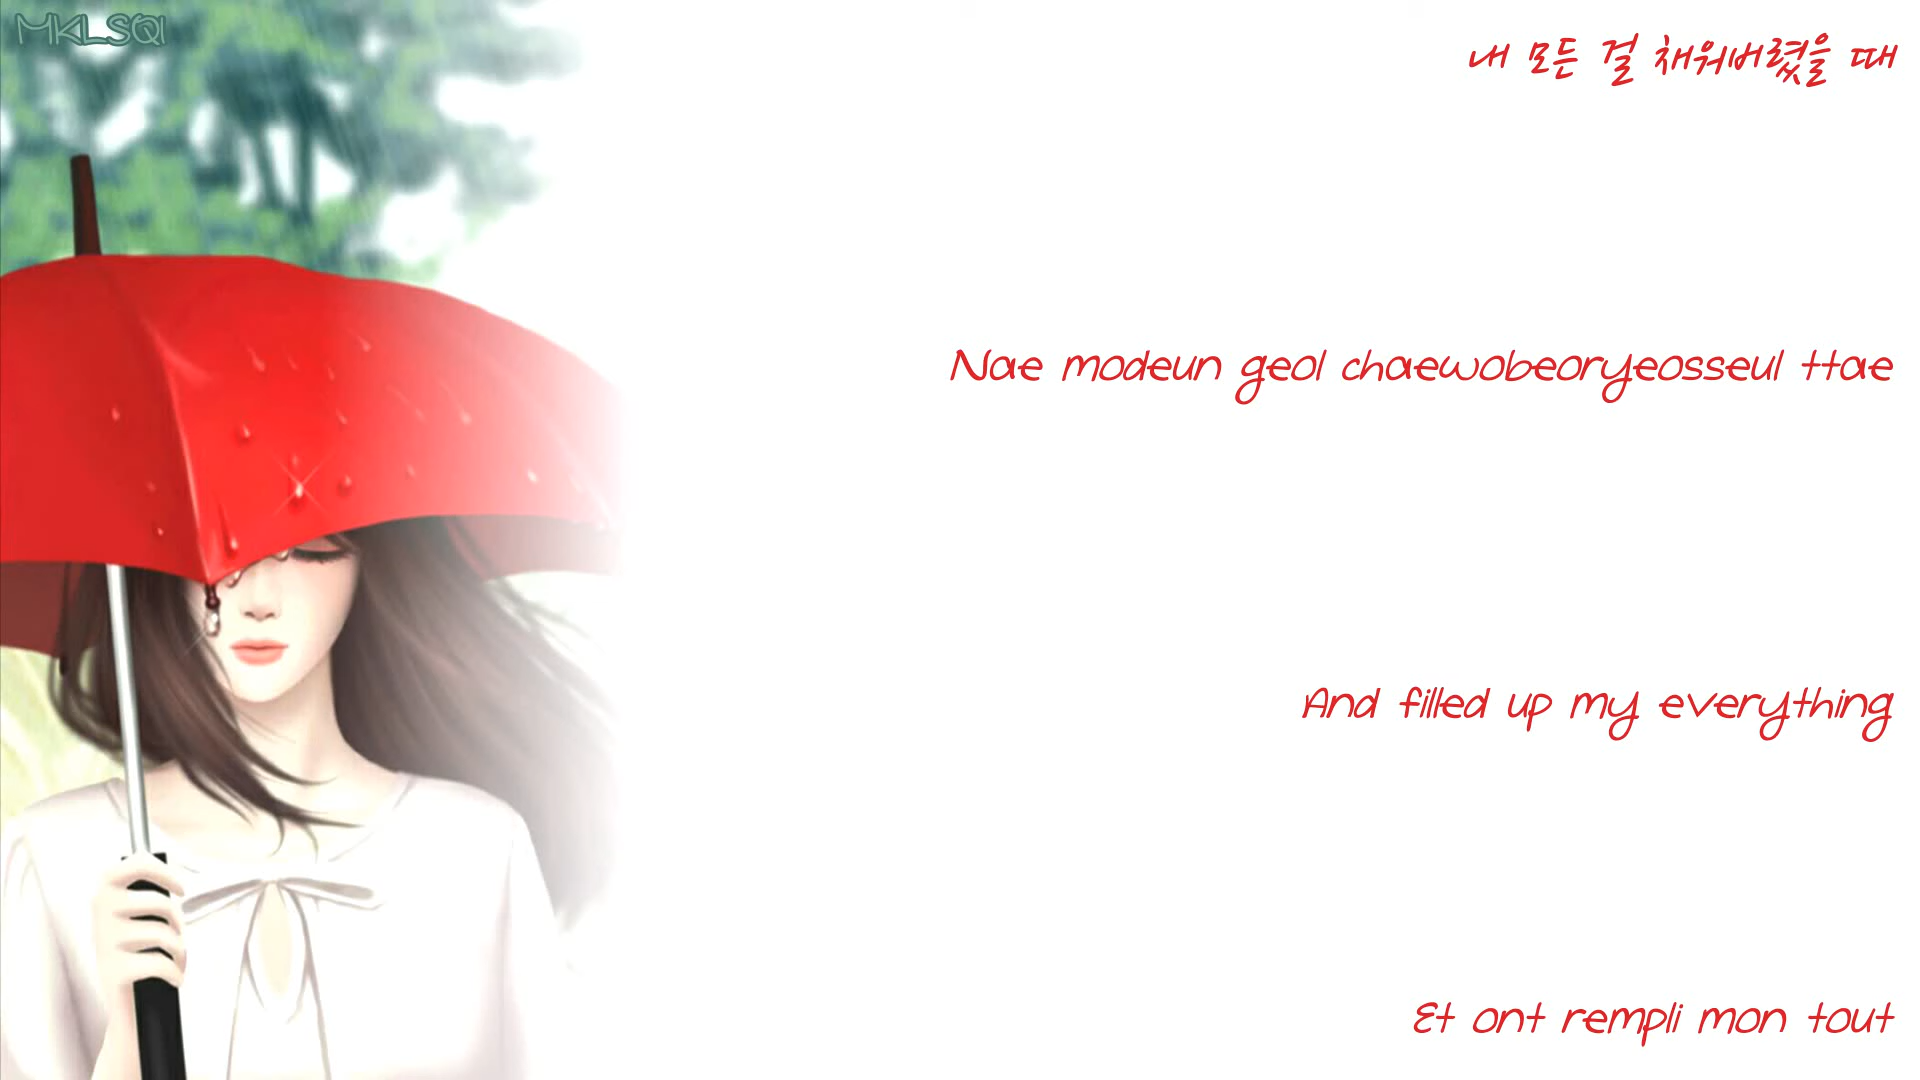 MKLSQI
내 모든 걸 채워버렸을 때
Nae modeun geol chaewobeoryeosseul ttae
And filled up my everything
Et ont rempli mon tout